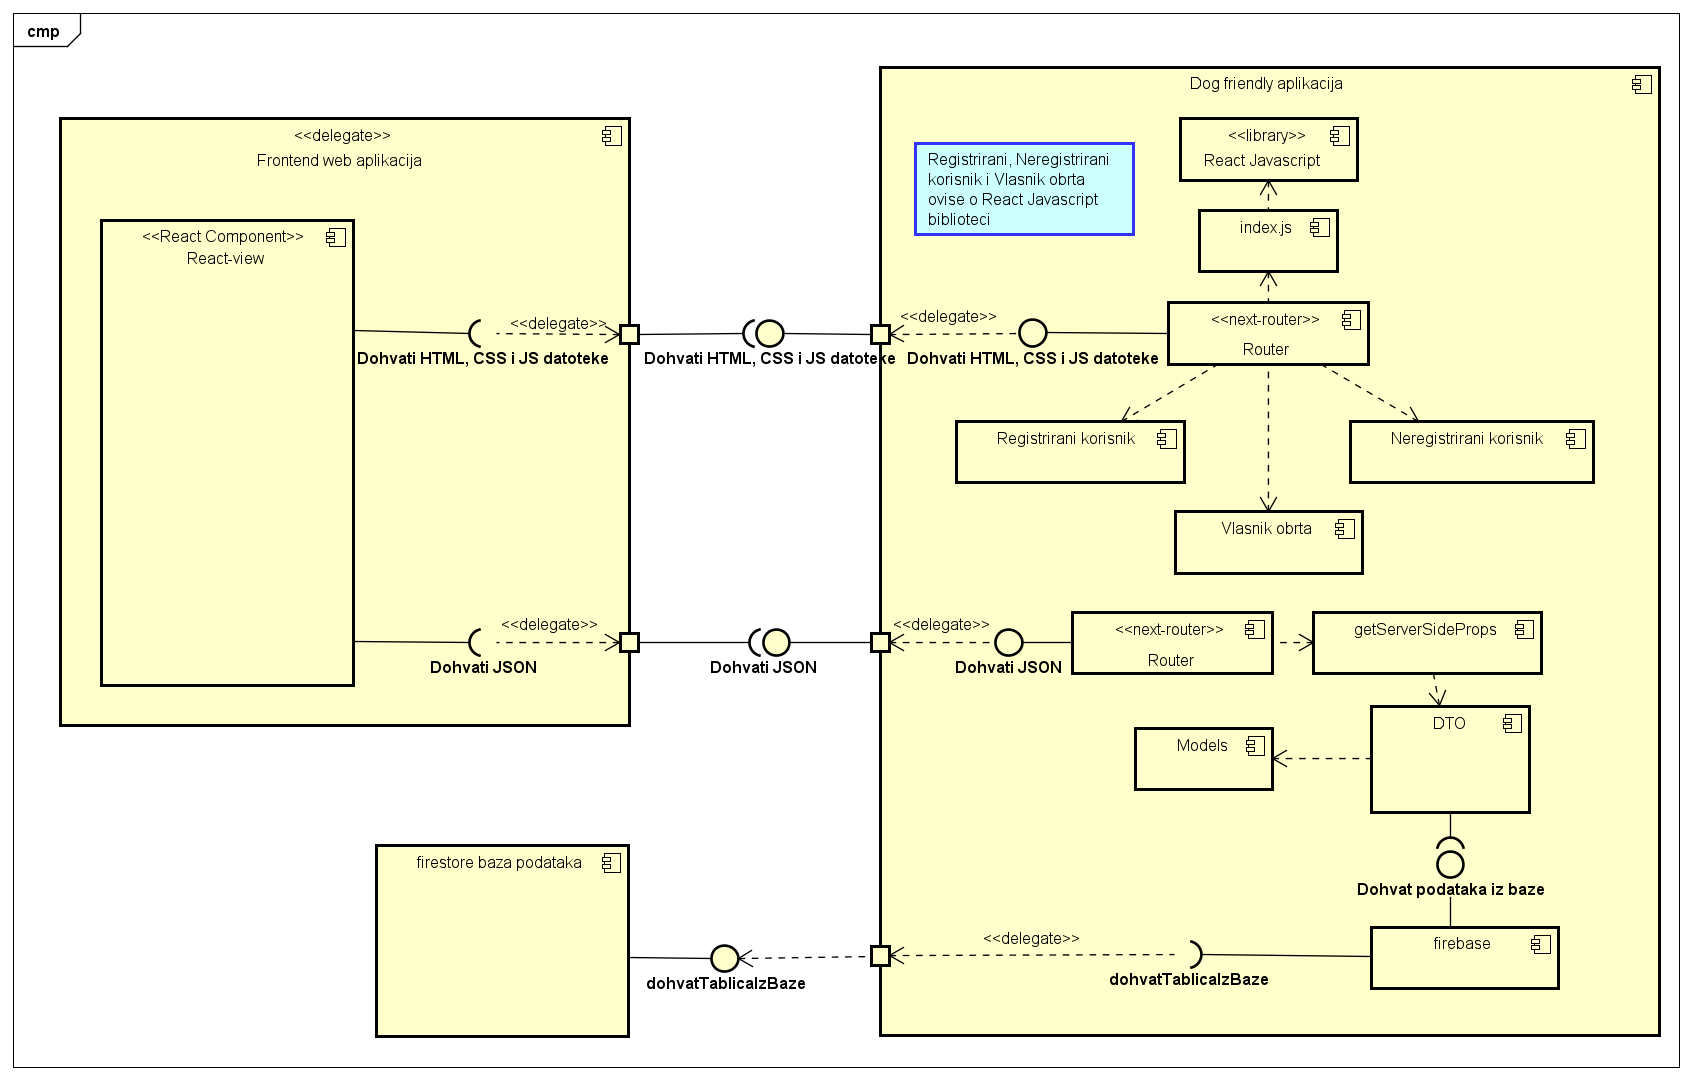 cmp
Dog friendly aplikacija
<<delegate>>
Frontend web aplikacija
<<library>>
React Javascript
Registrirani, Neregistrirani
korisnik i Vlasnik obrta
ovise o React Javascript
biblioteci
<<React Component>>
React-view
index.js
<<delegate>>
<<delegate>>
<<next-router>>
Router
Dohvati HTML, CSS i JS datoteke
Dohvati HTML, CSS i JS datoteke
Dohvati HTML, CSS i JS datoteke
Registrirani korisnik
Neregistrirani korisnik
Vlasnik obrta
<<delegate>>
<<delegate>>
<<next-router>>
Router
getServerSideProps
Dohvati JSON
Dohvati JSON
Dohvati JSON
DTO
Models
firestore baza podataka
Dohvat podataka iz baze
<<delegate>>
firebase
dohvatTablicaIzBaze
dohvatTablicaIzBaze